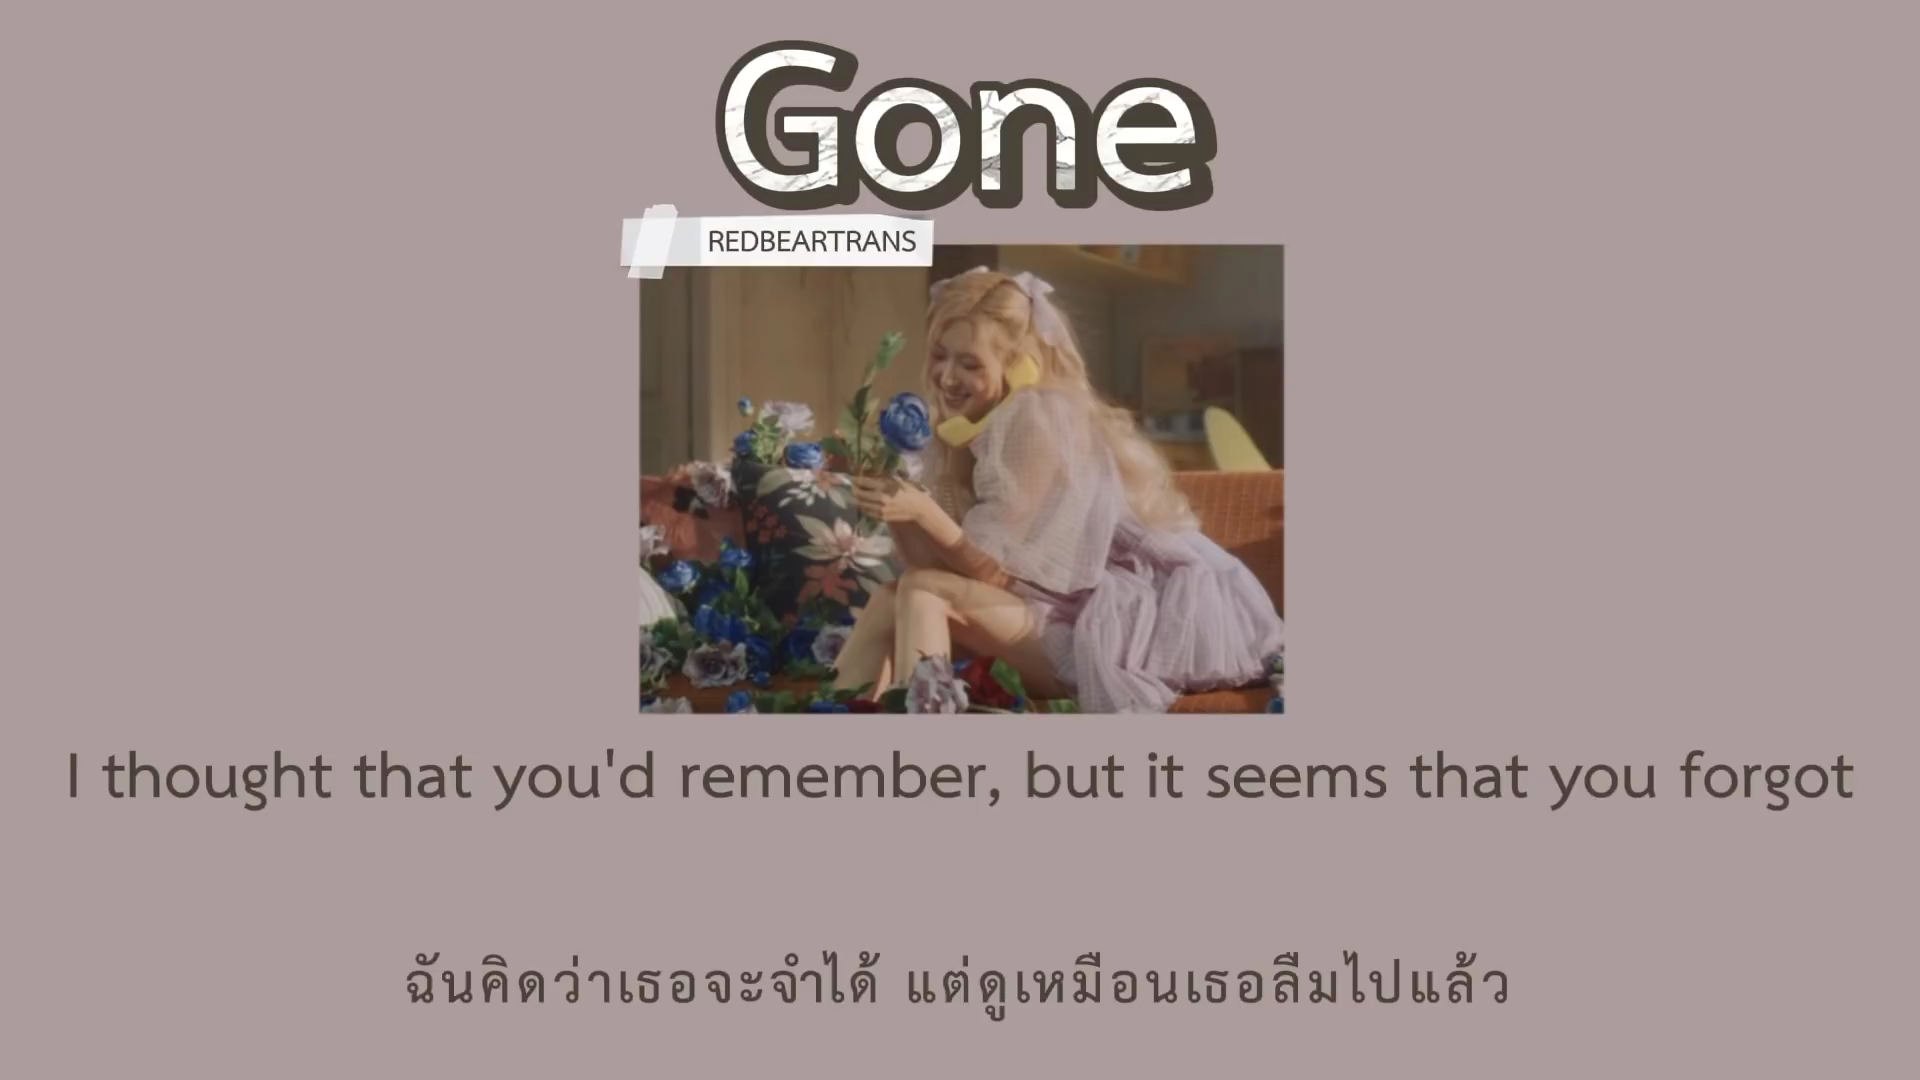 Gone
REDBEARTRANS
I thought that you'd remember, but it seems that you forgot
ฉันคิดว่าเธอจะจำได้ แต่ดูเหมือนเธอลืมไปแล้ว